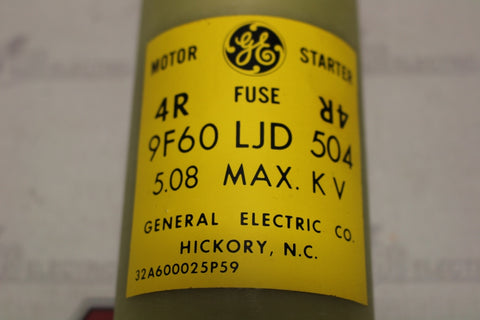 MOTOR GE STARTER
4R FUSE 4R
9F60 LJD 504
5.08 MAX. KV
GENERAL ELECTRIC CO.
HICKORY, N.C.
32A600025P59